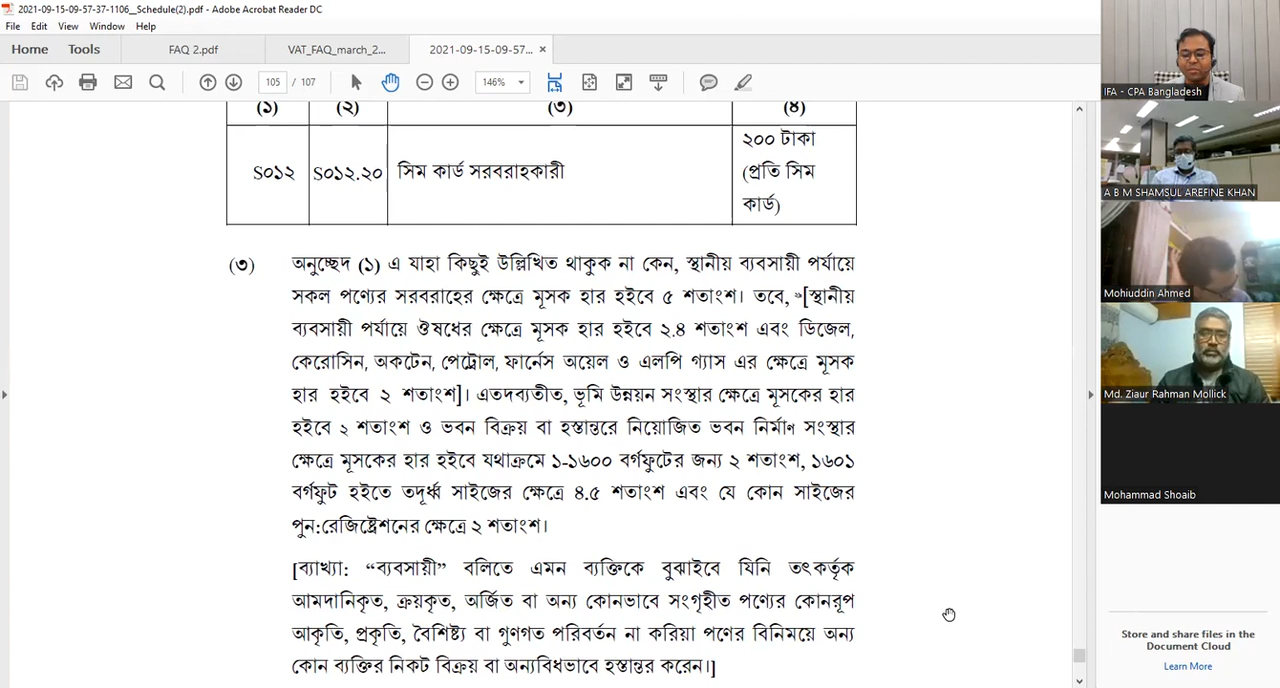 2021-09-15-09-57-37-1106__Schedule(2).pdf - Adobe Acrobat Reader DC
File Edit View Window Help
Home Tools FAQ 2.pdf VAT_FAQ_march_2... 2021-09-15-09-57... ×
105 / 107 146%
(১) (২) (৩) (৪)
S০১২ S০১২.২০ সিম কার্ড সরবরাহকারী ২০০ টাকা
(প্রতি সিম
কার্ড)
(৩) অনুচ্ছেদ (১) এ যাহা কিছুই উল্লিখিত থাকুক না কেন, স্থানীয় ব্যবসায়ী পর্যায়ে
সকল পণ্যের সরবরাহের ক্ষেত্রে মূসক হার হইবে ৫ শতাংশ। তবে, [স্থানীয়
ব্যবসায়ী পর্যায়ে ঔষধের ক্ষেত্রে মূসক হার হইবে ২.৪ শতাংশ এবং ডিজেল,
কেরোসিন, অকটেন, পেট্রোল, ফার্নেস অয়েল ও এলপি গ্যাস এর ক্ষেত্রে মূসক
হার হইবে ২ শতাংশ]। এতদব্যতীত, ভূমি উন্নয়ন সংস্থার ক্ষেত্রে মূসকের হার
হইবে ২ শতাংশ ও ভবন বিক্রয় বা হস্তান্তরে নিয়োজিত ভবন নির্মাণ সংস্থার
ক্ষেত্রে মূসকের হার হইবে যথাক্রমে ১-১৬০০ বর্গফুটের জন্য ২ শতাংশ, ১৬০১
বর্গফুট হইতে তদূর্ধ্ব সাইজের ক্ষেত্রে ৪.৫ শতাংশ এবং যে কোন সাইজের
পুন:রেজিষ্ট্রেশনের ক্ষেত্রে ২ শতাংশ।
[ব্যাখ্যা: “ব্যবসায়ী” বলিতে এমন ব্যক্তিকে বুঝাইবে যিনি তৎকর্তৃক
আমদানিকৃত, ক্রয়কৃত, অর্জিত বা অন্য কোনভাবে সংগৃহীত পণ্যের কোনরূপ
আকৃতি, প্রকৃতি, বৈশিষ্ট্য বা গুণগত পরিবর্তন না করিয়া পণের বিনিময়ে অন্য
কোন ব্যক্তির নিকট বিক্রয় বা অন্যবিধভাবে হস্তান্তর করেন।]
IFA - CPA Bangladesh
A B M SHAMSUL AREFINE KHAN
Mohiuddin Ahmed
Md. Ziaur Rahman Mollick
Mohammad Shoaib
Store and share files in the
Document Cloud
Learn More